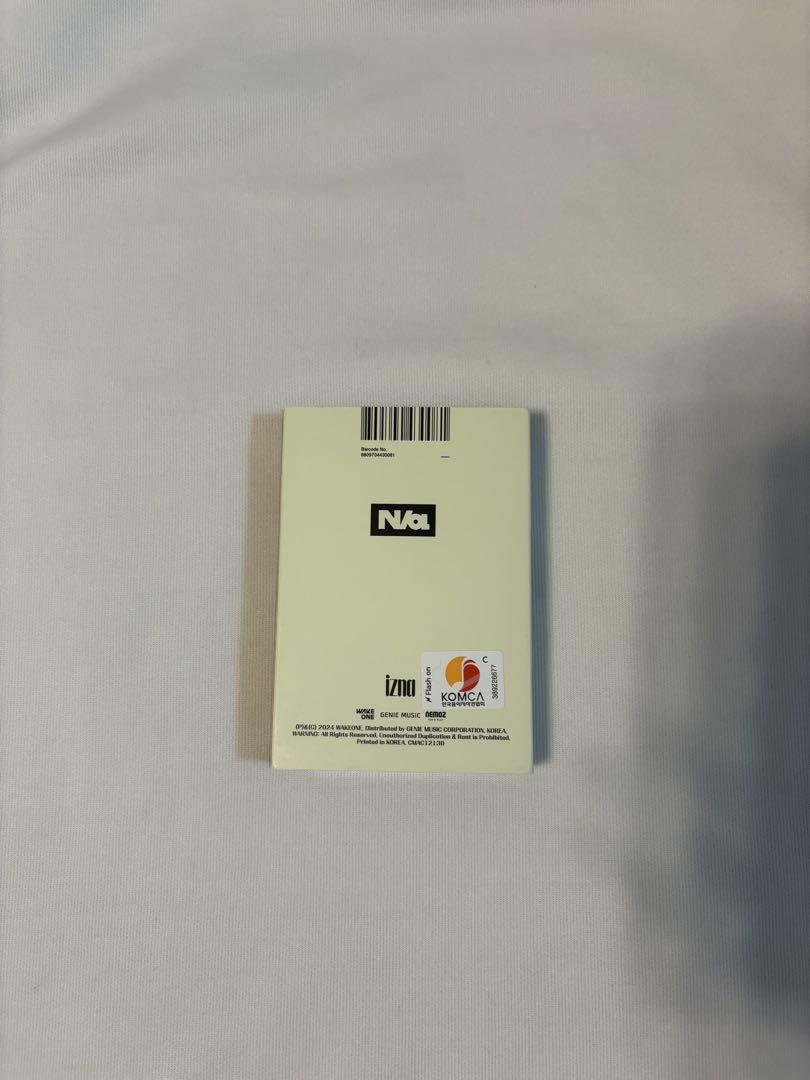 Barcode No.
8809704430081
N/a
izna
Flash on
C
KOMCA
한국음악저작권협회
389226677
WAKE
ONE
GENIE MUSIC
NEMOZ
(P)&(C) 2024 WAKEONE, Distributed by GENIE MUSIC CORPORATION, KOREA.
WARNING: All Rights Reserved. Unauthorized Duplication & Rent is Prohibited.
Printed in KOREA. CMAC12130